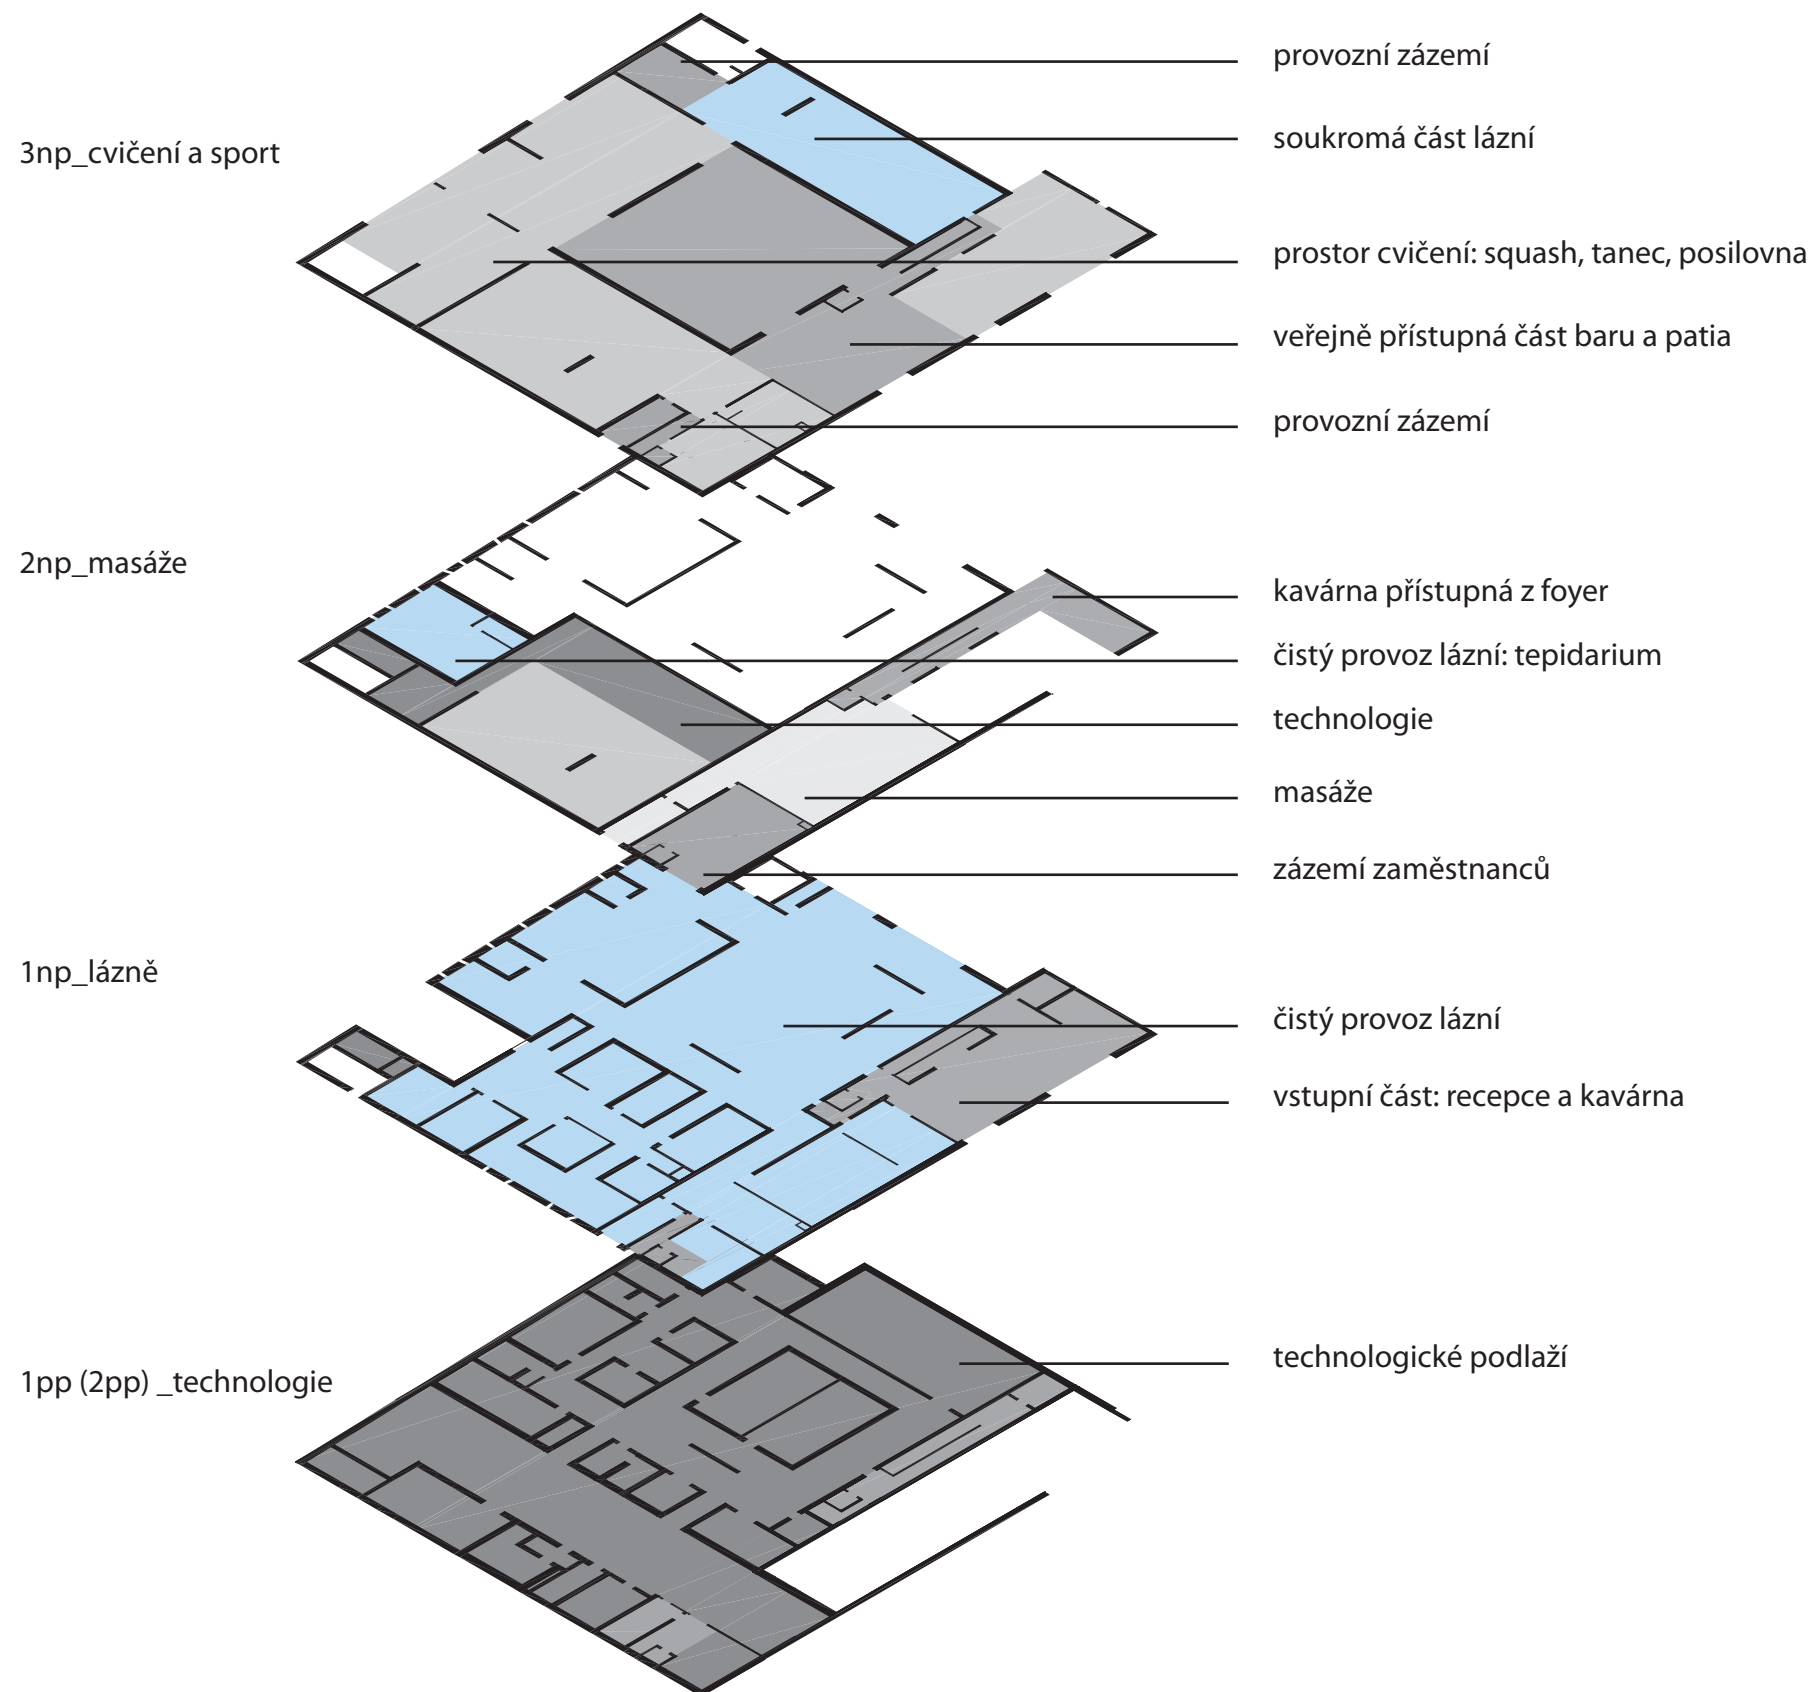 provozní zázemí
soukromá část lázní
3np_cvičení a sport
prostor cvičení: squash, tanec, posilovna
veřejně přístupná část baru a patia
provozní zázemí
2np_masáže
kavárna přístupná z foyer
čistý provoz lázní: tepidarium
technologie
masáže
zázemí zaměstnanců
1np_lázně
čistý provoz lázní
vstupní část: recepce a kavárna
technologické podlaží
1pp (2pp) _technologie